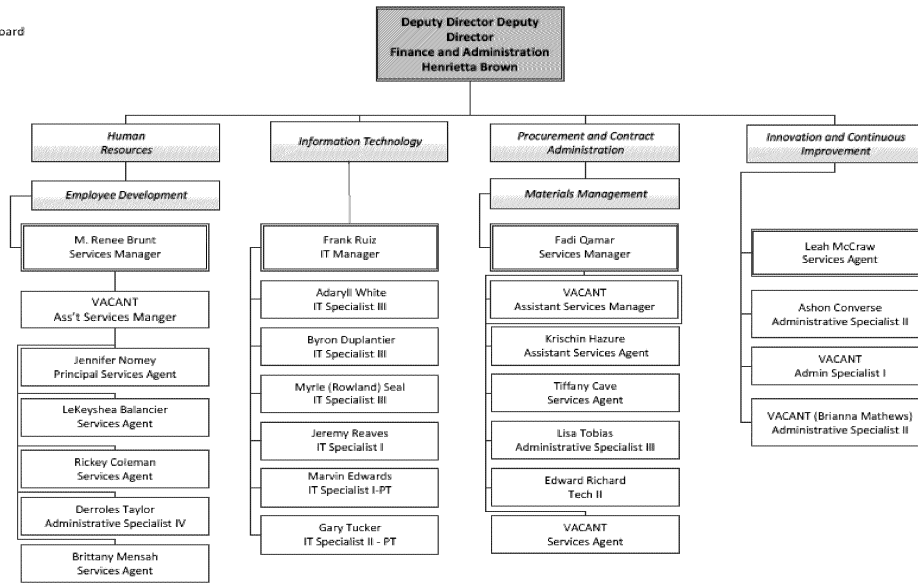 oard
Deputy Director Deputy
Director
Finance and Administration
Henrietta Brown
Human
Resources
Employee Development
M. Renee Brunt
Services Manager
VACANT
Ass't Services Manger
Jennifer Nomey
Principal Services Agent
LeKeyshea Balancier
Services Agent
Rickey Coleman
Services Agent
Derroles Taylor
Administrative Specialist IV
Brittany Mensah
Services Agent
Information Technology
Frank Ruiz
IT Manager
Adaryll White
IT Specialist III
Byron Duplantier
IT Specialist III
Myrle (Rowland) Seal
IT Specialist III
Jeremy Reaves
IT Specialist I
Marvin Edwards
IT Specialist I-PT
Gary Tucker
IT Specialist II - PT
Procurement and Contract
Administration
Materials Management
Fadi Qamar
Services Manager
VACANT
Assistant Services Manager
Krischin Hazure
Assistant Services Agent
Tiffany Cave
Services Agent
Lisa Tobias
Administrative Specialist III
Edward Richard
Tech II
VACANT
Services Agent
Innovation and Continuous
Improvement
Leah McCraw
Services Agent
Ashon Converse
Administrative Specialist II
VACANT
Admin Specialist I
VACANT (Brianna Mathews)
Administrative Specialist II